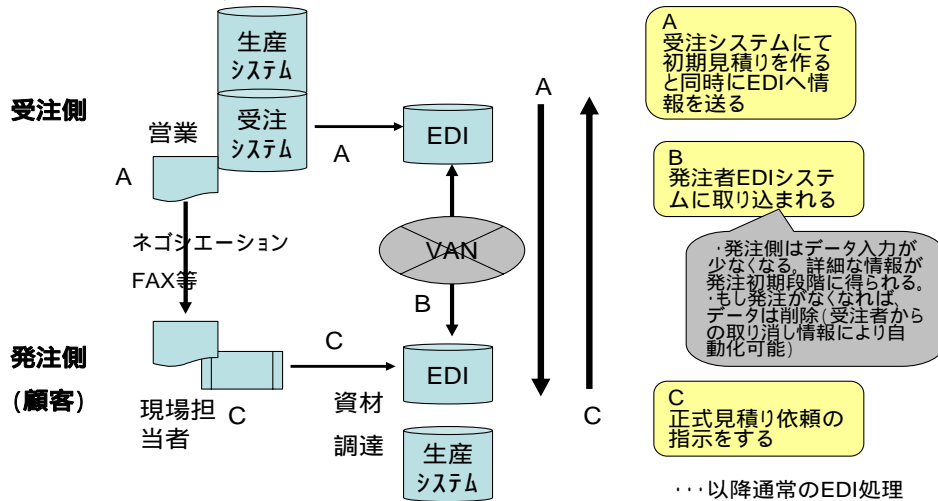 生産
システム
受注側
受注
システム
営業
A
A
EDI
A
VAN
ネゴシエーション
FAX等
B
発注側
(顧客)
C
EDI
現場担
当者
C
資材
調達
生産
システム
C
A
受注システムにて
初期見積りを作る
と同時にEDIへ情
報を送る
B
発注者EDIシステ
ムに取り込まれる
・発注側はデータ入力が
少なくなる。詳細な情報が
発注初期段階に得られる。
・もし発注がなくなれば、
データは削除(受注者から
の取り消し情報により自
動化可能)
C
正式見積り依頼の
指示をする
・・・以降通常のEDI処理